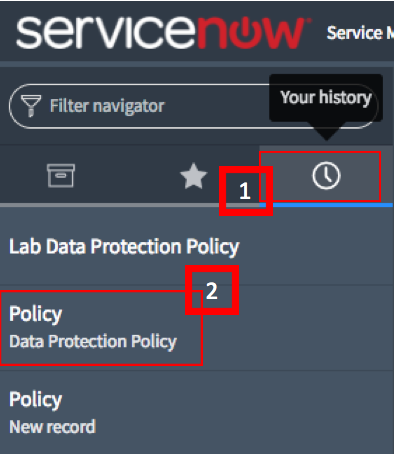 servicenow Service M
Filter navigator
Your history
1
Lab Data Protection Policy
2
Policy
Data Protection Policy
Policy
New record